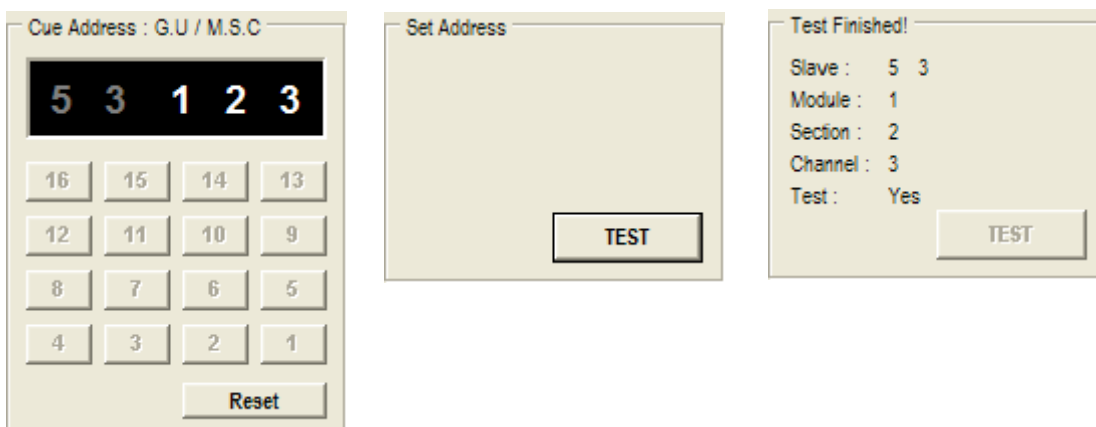 Cue Address : G.U / M.S.C
5 3 1 2 3
16 15 14 13
12 11 10 9
8 7 6 5
4 3 2 1
Reset
Set Address
TEST
Test Finished!
Slave : 5 3
Module : 1
Section : 2
Channel : 3
Test : Yes
TEST